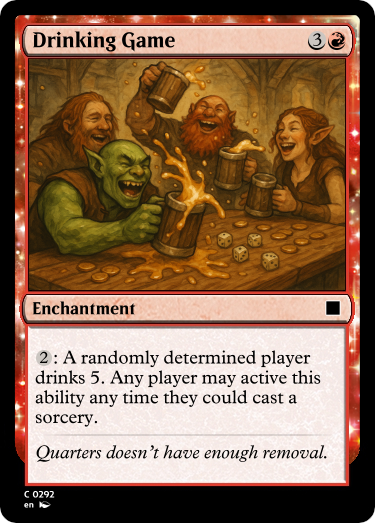 Drinking Game 3
Enchantment
2: A randomly determined player
drinks 5. Any player may active this
ability any time they could cast a
sorcery.
Quarters doesn't have enough removal.
C 0292
en